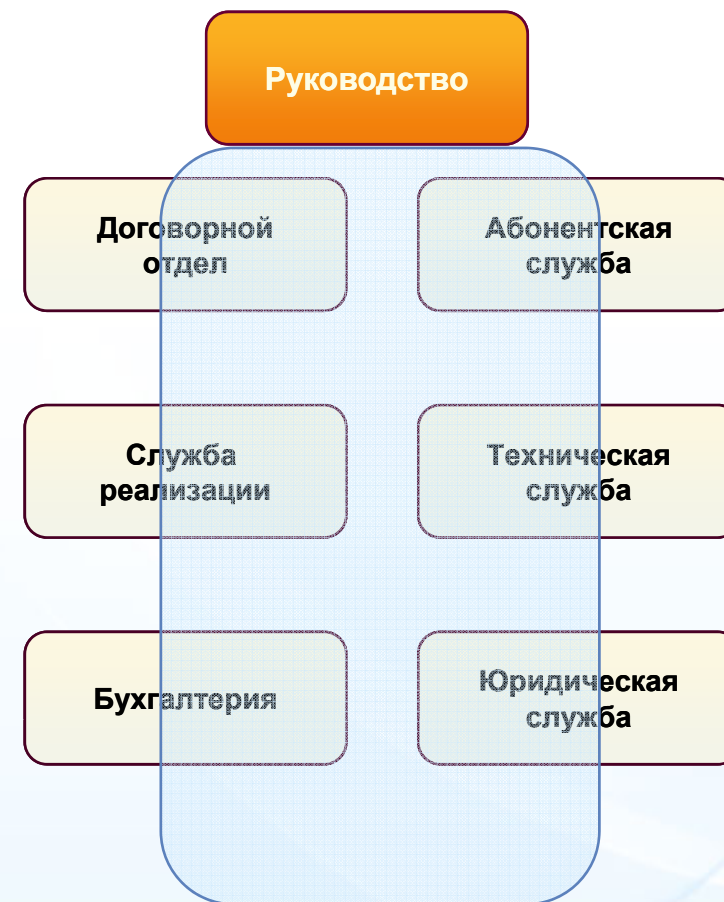 Руководство
Договорной
отдел
Абонентская
служба
Служба
реализации
Техническая
служба
Бухгалтерия
Юридическая
служба